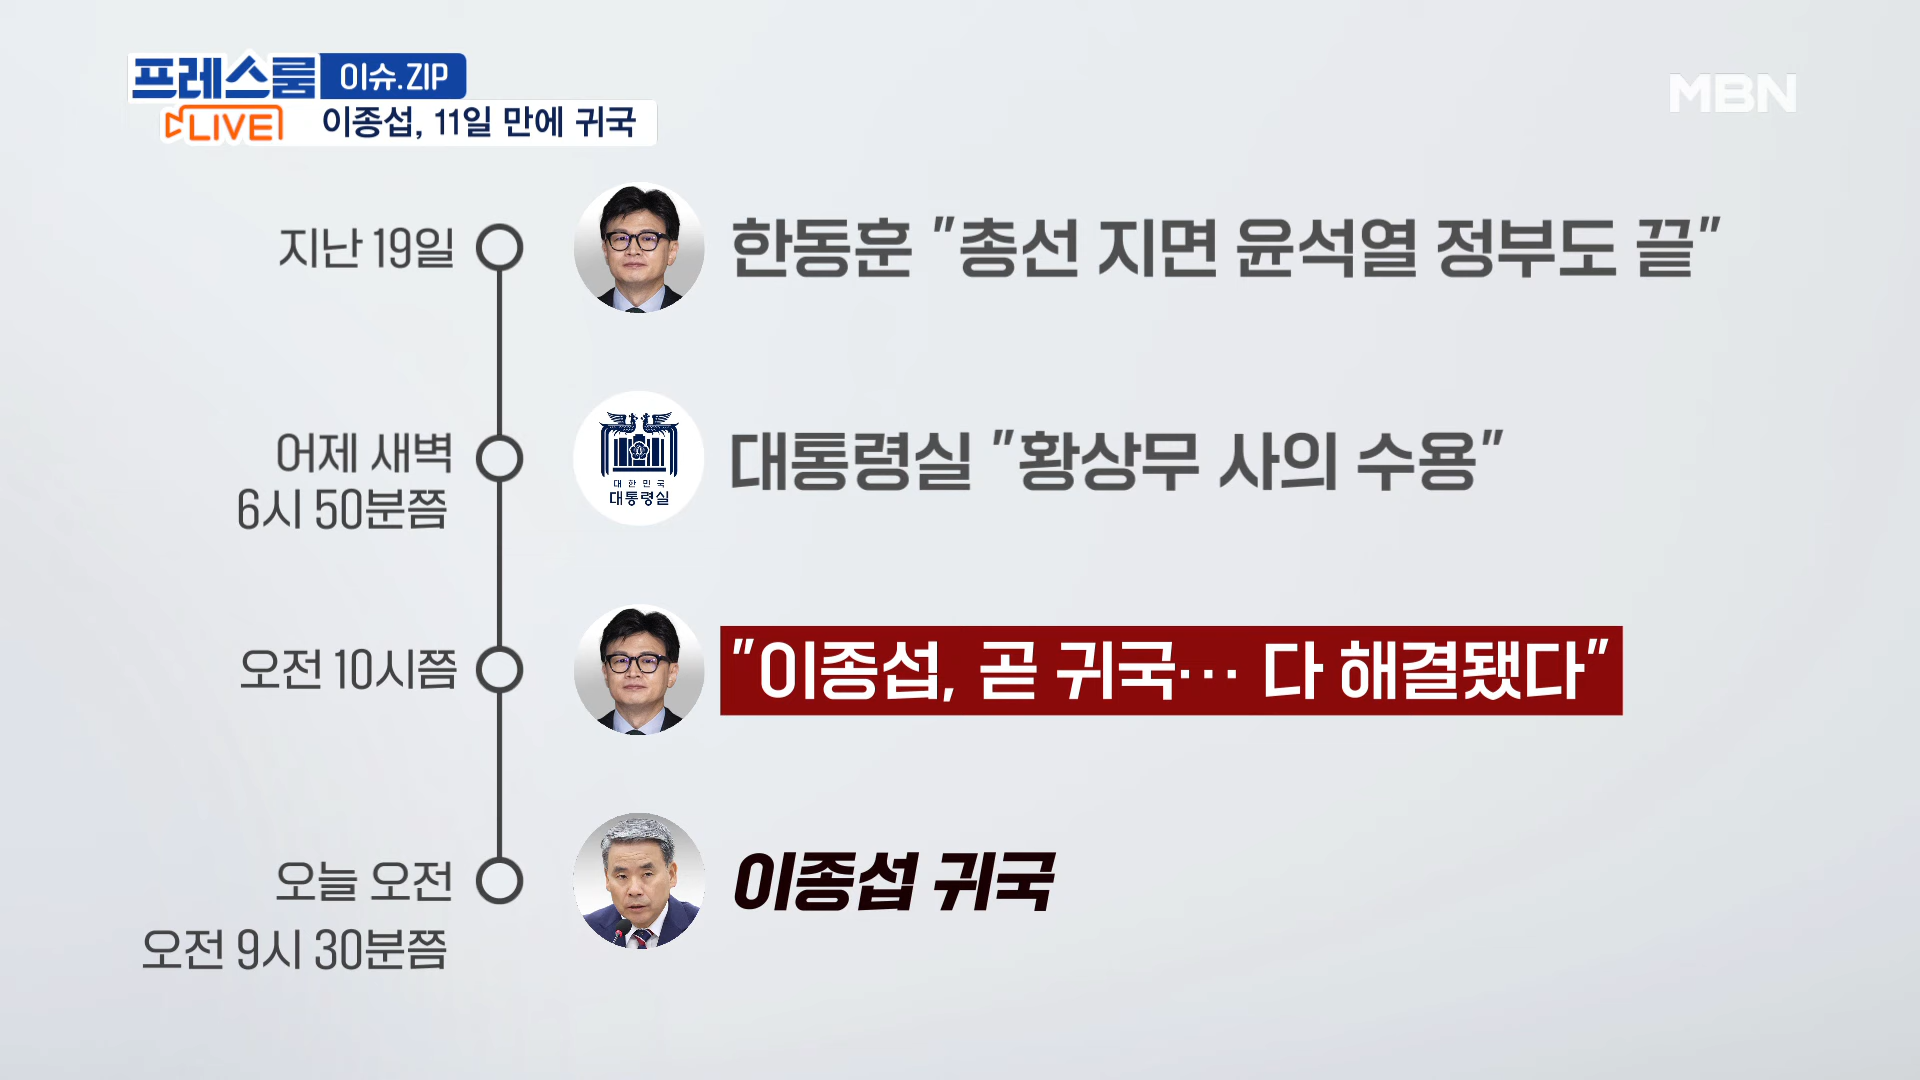 프레스룸 이슈.ZIP
LIVE 이종섭, 11일 만에 귀국
MBN
지난 19일
한동훈 "총선 지면 윤석열 정부도 끝"
어제 새벽
6시 50분쯤
대한민국
대통령실
대통령실 "황상무 사의 수용"
오전 10시쯤
"이종섭, 곧 귀국… 다 해결됐다"
오늘 오전
오전 9시 30분쯤
이종섭 귀국